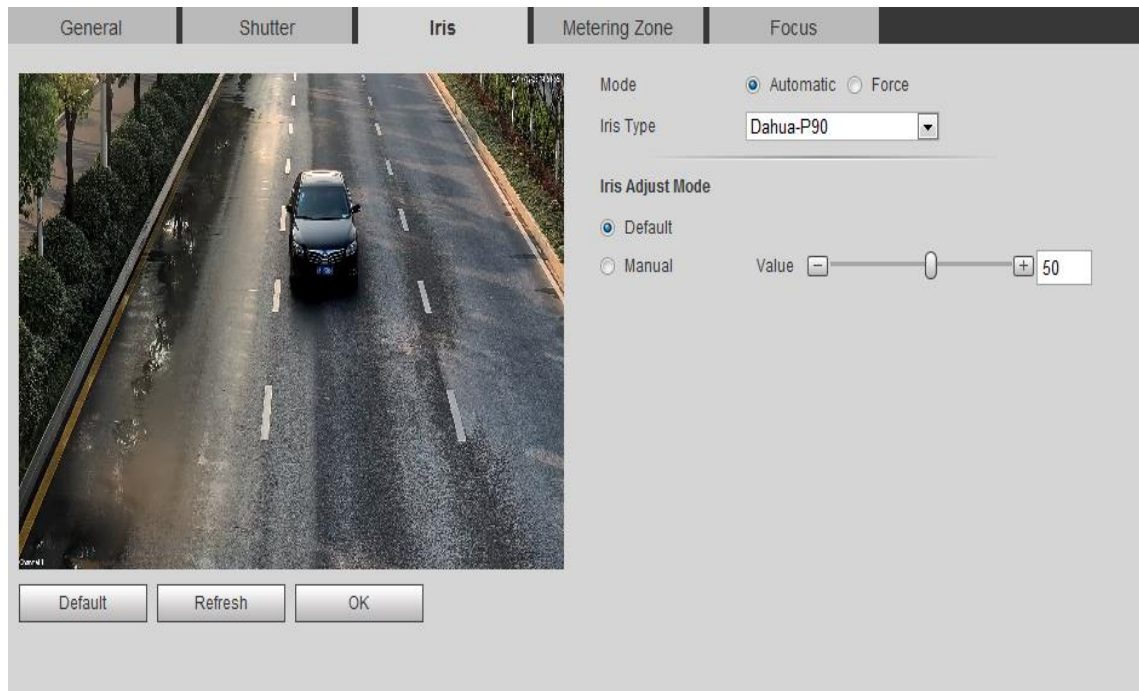 General Shutter Iris Metering Zone Focus
Mode Automatic Force
Iris Type Dahua-P90
Iris Adjust Mode
Default
Manual Value 50
Default Refresh OK